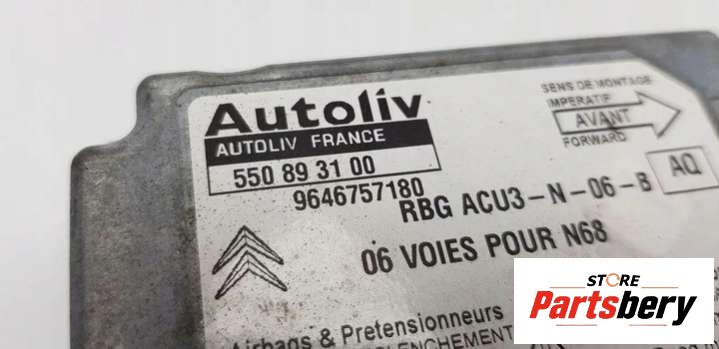 Autoliv
AUTOLIV FRANCE
550 89 31 00
9646757180
SENS DE MONTAGE
IMPERATIF
AVANT
FORWARD
RBG ACU3-N-06-B
AQ
06 VOIES POUR N68
Airbags & Pretensionneurs
STORE
Partsbery